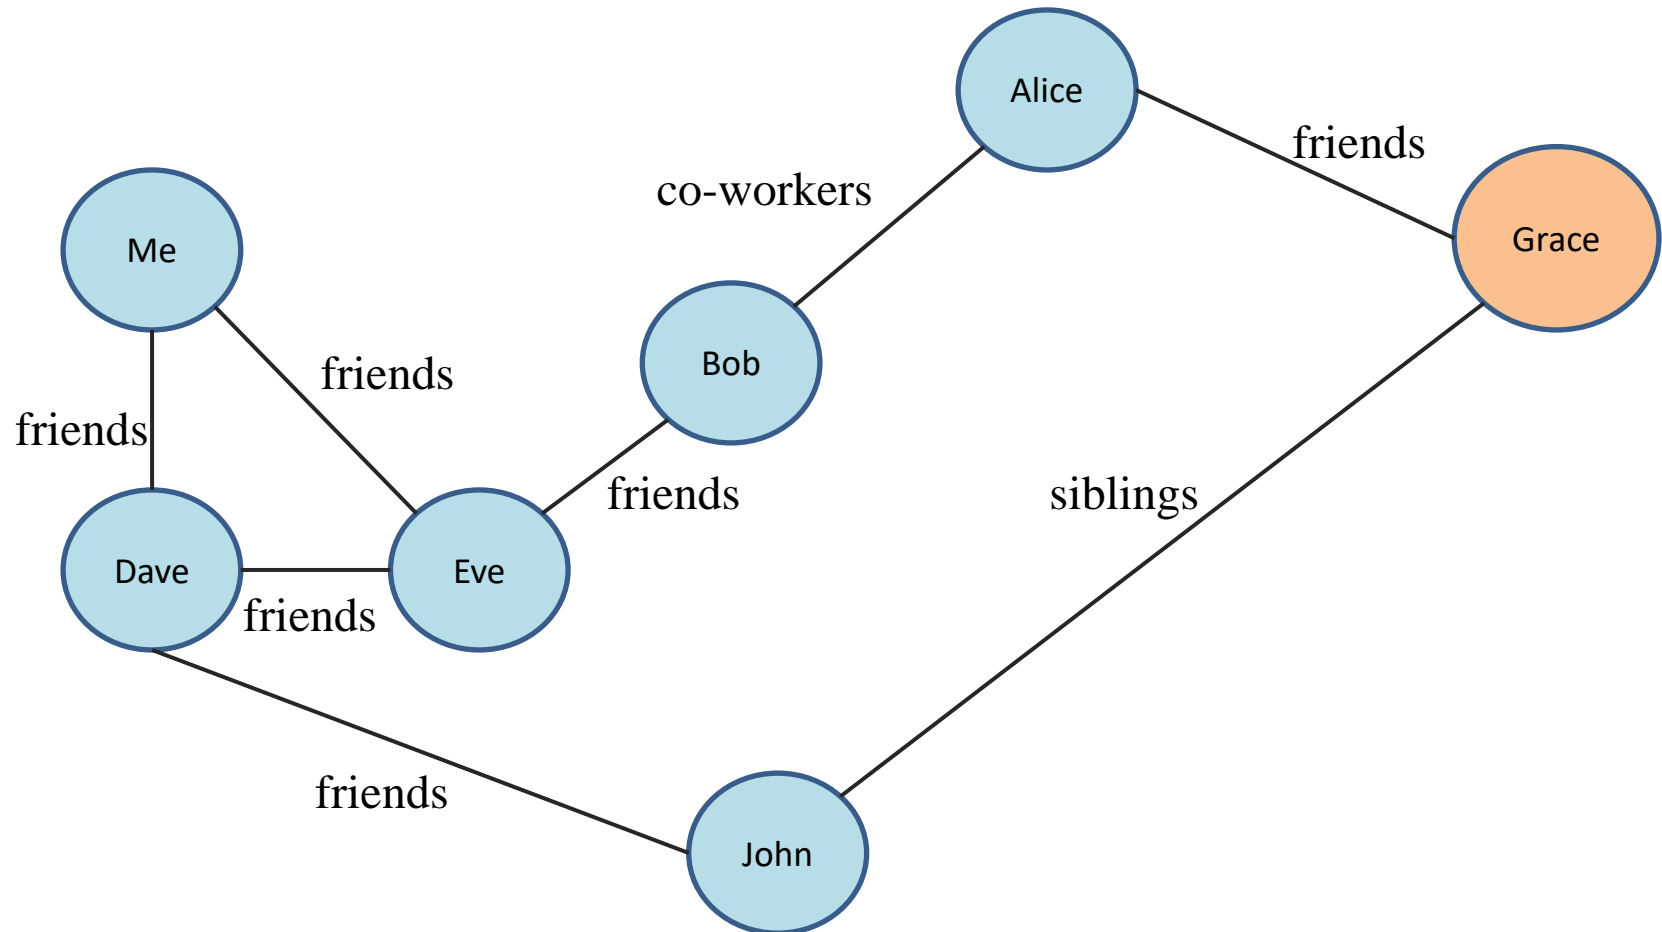 Alice
friends
co-workers
Grace
Me
Bob
friends
friends
friends
siblings
Dave
Eve
friends
friends
John